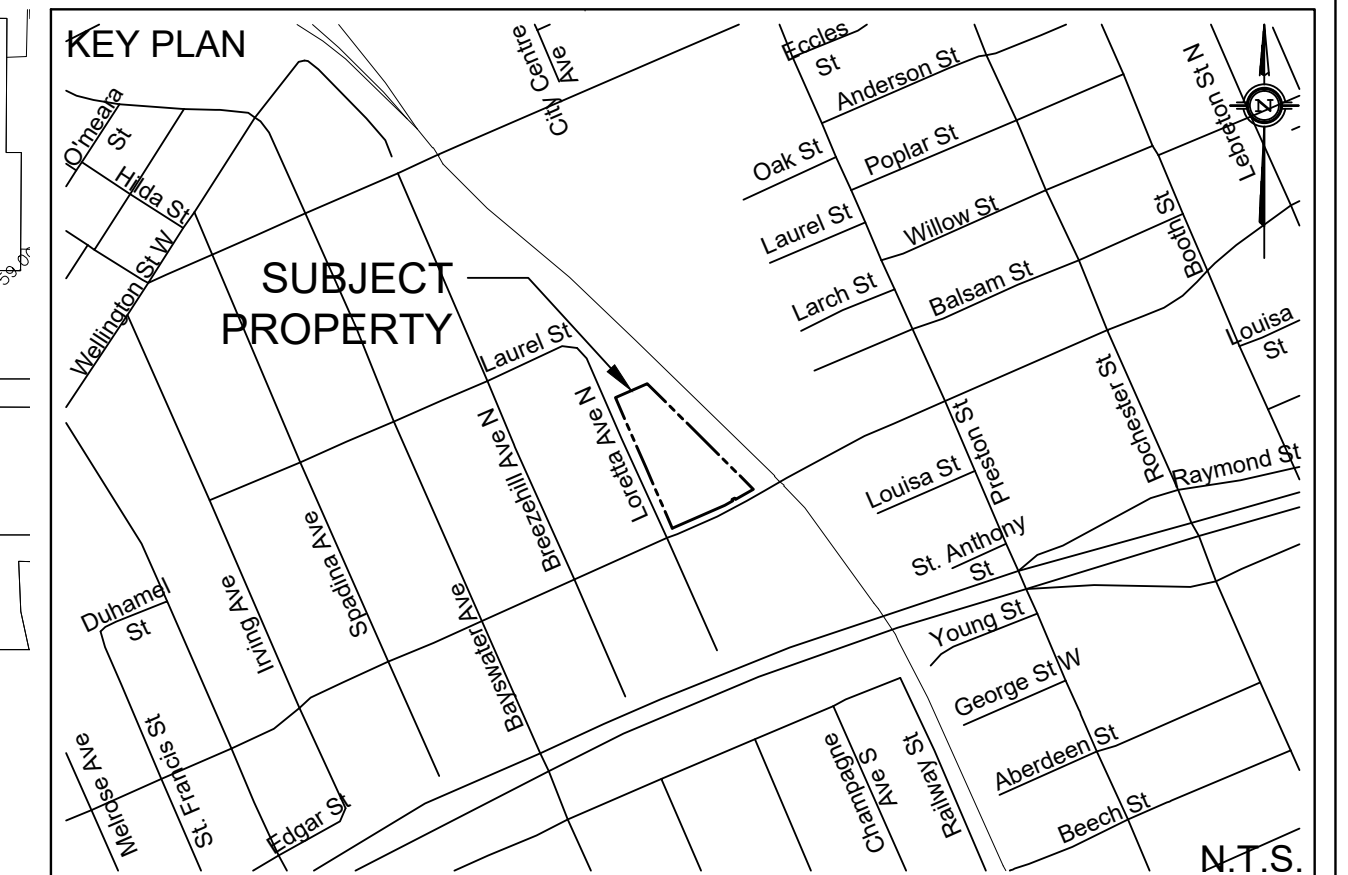 KEY PLAN
Eccles
St
City Centre
Ave
Anderson St
Lebreton St N
N
O'meara
St
Oak St
Poplar St
Hilda St
Laurel St
Willow St
Booth St
Wellington St W
59.0
SUBJECT
PROPERTY
Larch St
Balsam St
Laurel St
Louisa
St
Breezehill Ave N
Loretta Ave N
Preston St
Rochester St
Louisa St
Raymond St
St. Anthony
St
Spadina Ave
Irving Ave
Duhamel
St
Bayswater Ave
Young St
George St W
Melrose Ave
St. Francis St
Edgar St
Champagne
Ave S
Railway St
Aberdeen St
Beech St
N.T.S.